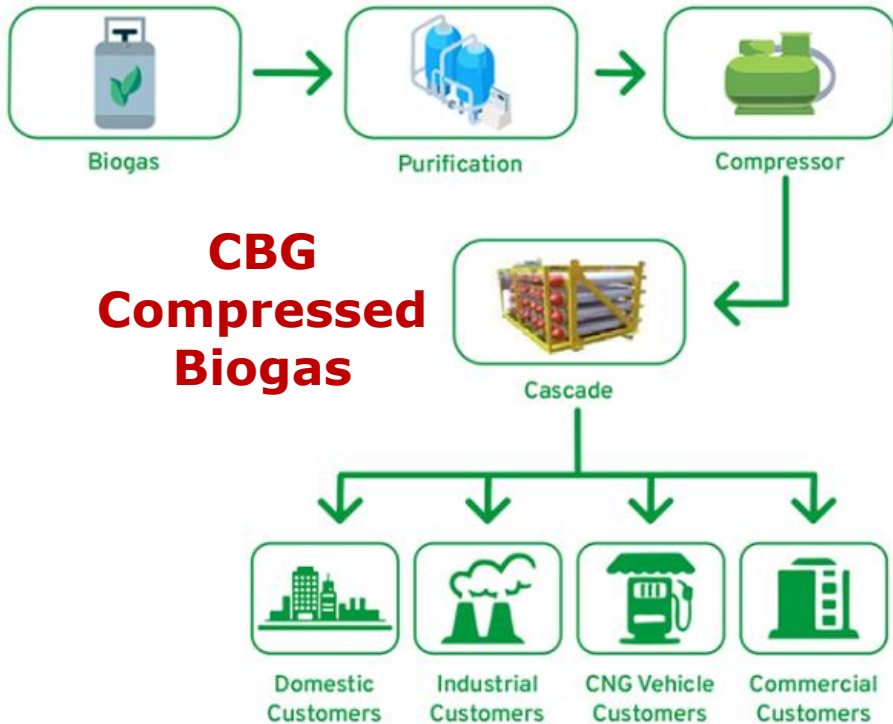 Biogas
Purification
Compressor
CBG
Compressed
Biogas
Cascade
Domestic
Customers
Industrial
Customers
CNG Vehicle
Customers
Commercial
Customers